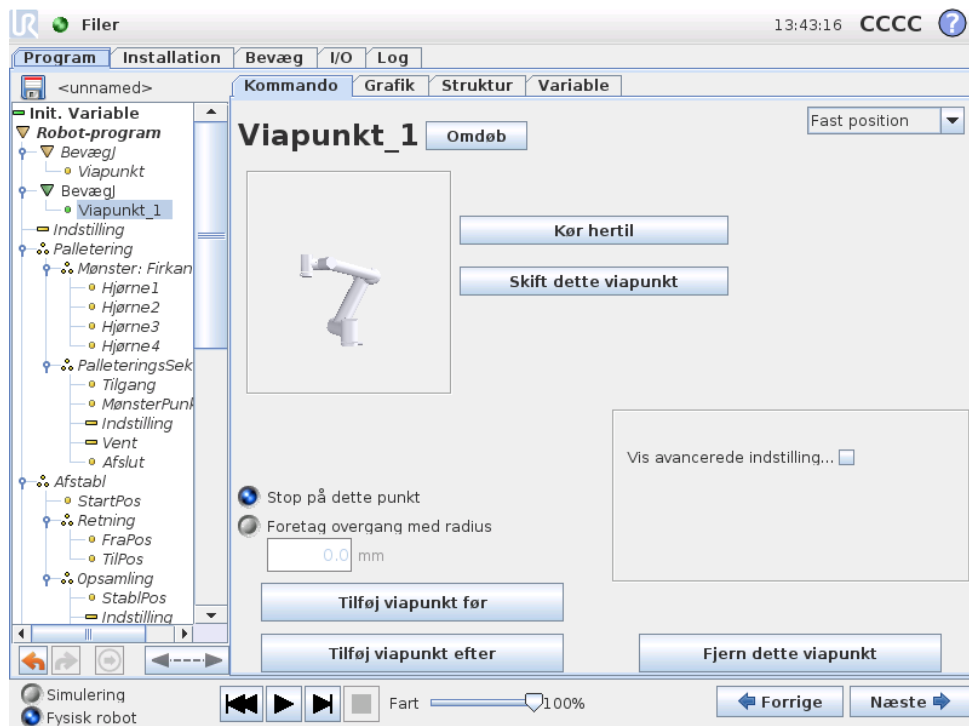 UR Filer 13:43:16 CCCC ?
Program Installation Bevæg I/O Log
<unnamed>
Kommando Grafik Struktur Variable
Init. Variable
Robot-program
BevægJ
Viapunkt
BevægJ
Viapunkt_1
Indstilling
Palletering
Mønster: Firkan
Hjørne1
Hjørne2
Hjørne3
Hjørne4
PalleteringsSek
Tilgang
MønsterPunk
Indstilling
Vent
Afslut
Afstabl
StartPos
Retning
FraPos
TilPos
Opsamling
StablPos
Indstilling
Viapunkt_1 Omdøb
Fast position
Kør hertil
Skift dette viapunkt
Vis avancerede indstilling...
Stop på dette punkt
Foretag overgang med radius
0.0 mm
Tilføj viapunkt før
Tilføj viapunkt efter Fjern dette viapunkt
Simulering
Fysisk robot
Fart 100%
Forrige Næste